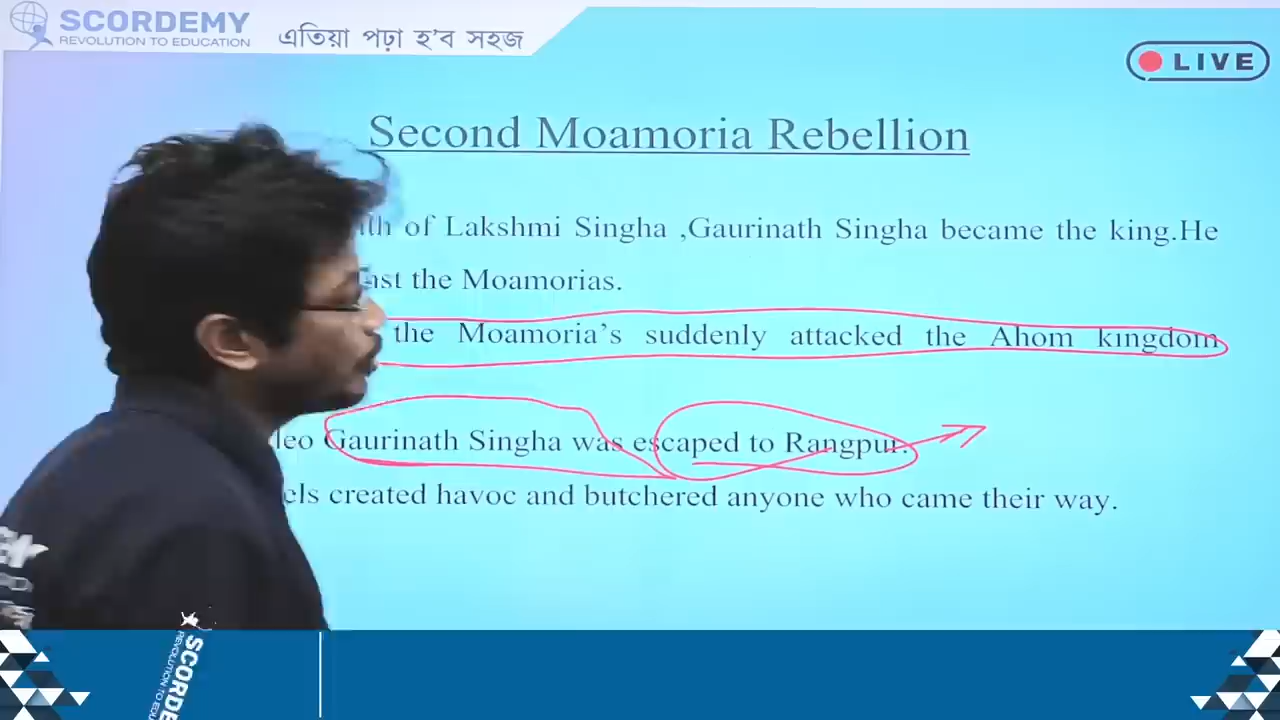 SCORDEMY
REVOLUTION TO EDUCATION
এতিয়া পঢ়া হ'ব সহজ
LIVE
Second Moamoria Rebellion
of Lakshmi Singha ,Gaurinath Singha became the king.He
the Moamorias.
the Moamoria's suddenly attacked the Ahom kingdom
Gaurinath Singha was escaped to Rangpur.
created havoc and butchered anyone who came their way.
SCORDE